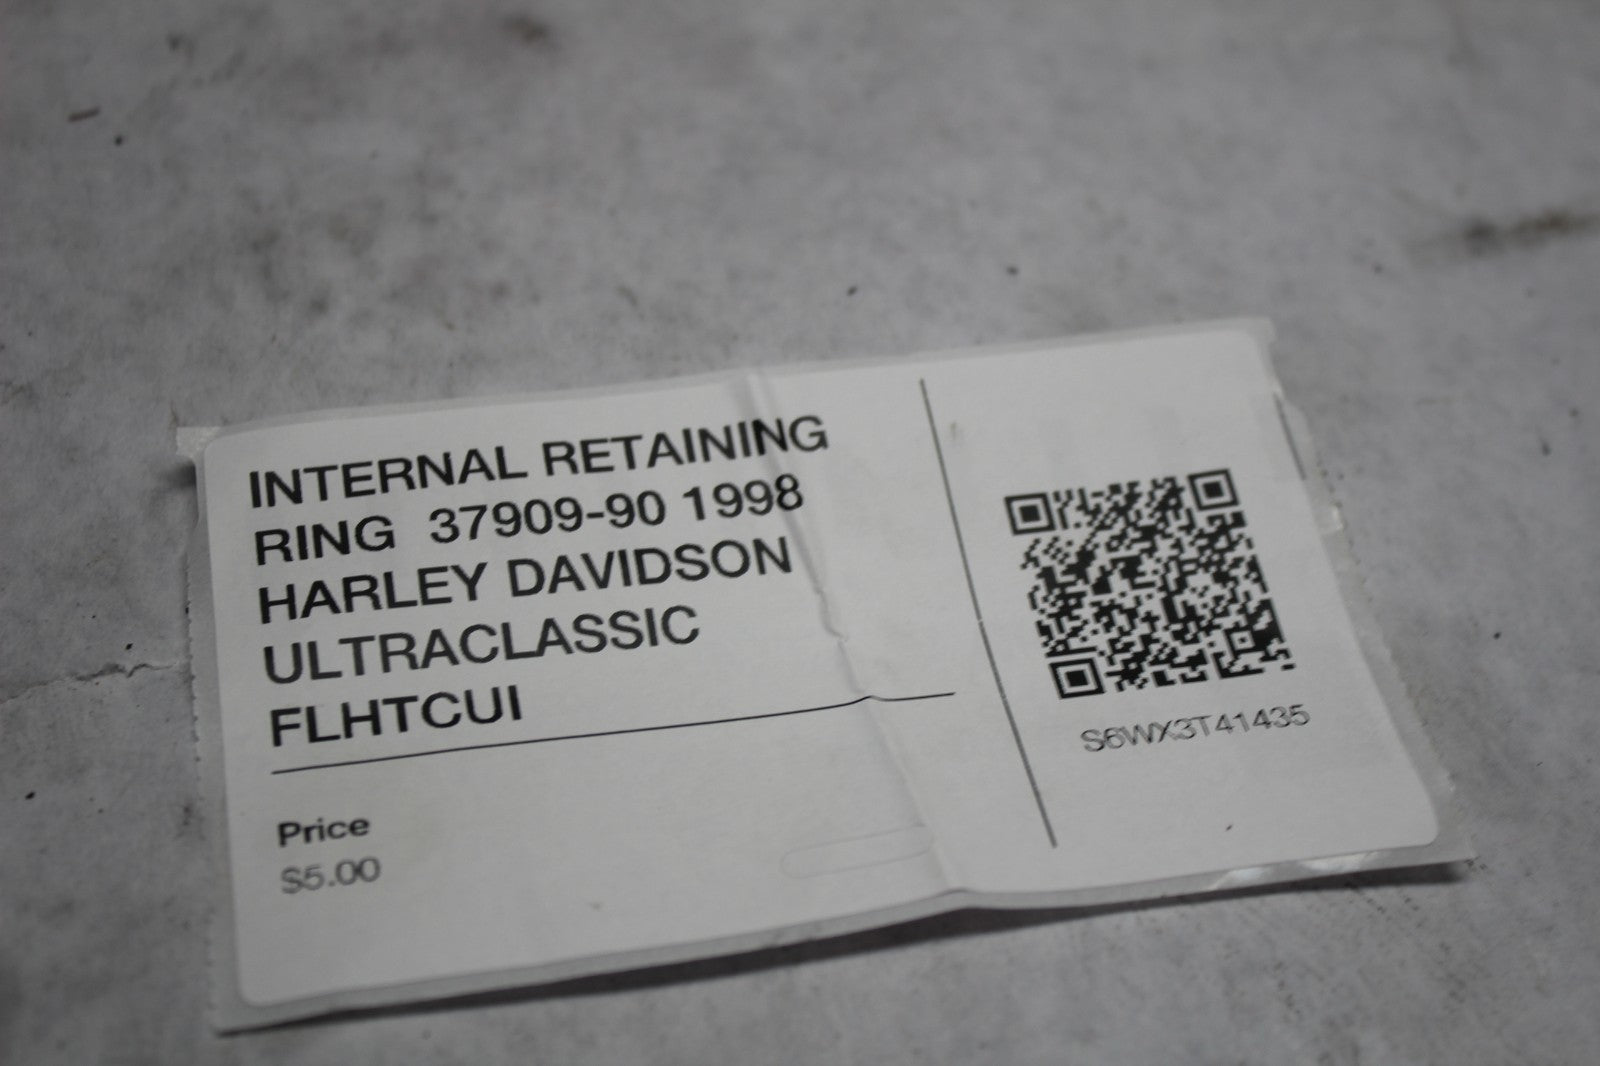 INTERNAL RETAINING
RING 37909-90 1998
HARLEY DAVIDSON
ULTRACLASSIC
FLHTCUI
Price
$5.00
S6WX3T41435